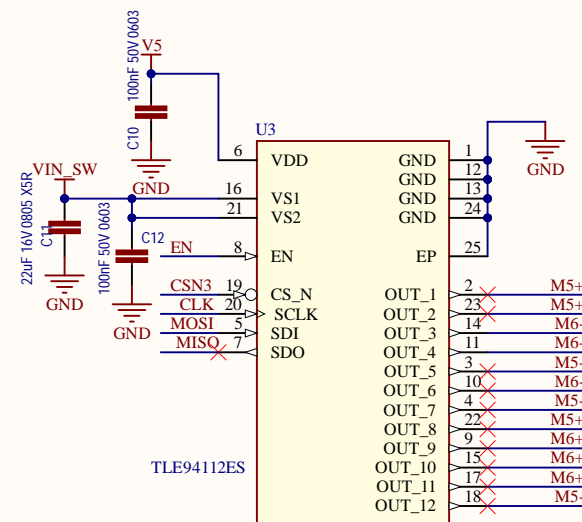 100nF 50V 0603
V5
C10
GND
U3
6 VDD
GND 1
GND 12
GND 13
GND 24
EP 25
GND
VIN_SW
22uF 16V 0805 X5R
C11
GND
16 VS1
21 VS2
100nF 50V 0603
C12
GND
EN 8 EN
CSN3 19 CS_N
CLK 20 SCLK
MOSI 5 SDI
MISO 7 SDO
OUT_1 2 M5+
OUT_2 23 M5+
OUT_3 14 M6-
OUT_4 11 M6-
OUT_5 3 M5-
OUT_6 10 M6-
OUT_7 4 M5-
OUT_8 22 M5+
OUT_9 9 M6+
OUT_10 15 M6+
OUT_11 17 M6+
OUT_12 18 M5-
TLE94112ES